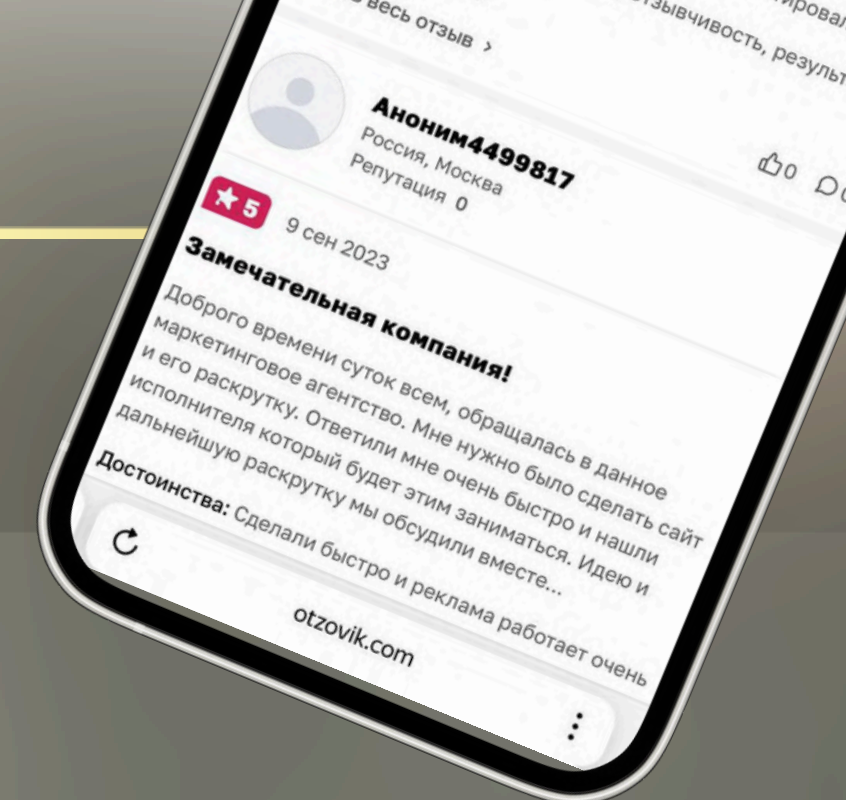 весь отзыв >
отзывчивость,
Аноним4499817
Россия, Москва
Репутация 0
0
5
9 сен 2023
Замечательная компания!
Доброго времени суток всем, обращалась в данное
маркетинговое агентство. Мне нужно было сделать сайт
и его раскрутку. Ответили мне очень быстро и нашли
исполнителя который будет этим заниматься. Идею и
дальнейшую раскрутку мы обсудили вместе...
Достоинства: Сделали быстро и реклама работает очень
otzovik.com